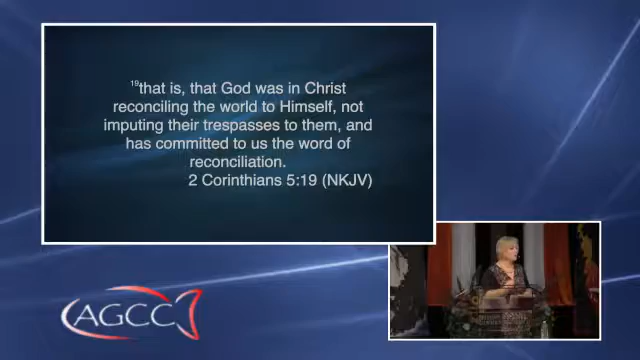 19that is, that God was in Christ
reconciling the world to Himself, not
imputing their trespasses to them, and
has committed to us the word of
reconciliation.
2 Corinthians 5:19 (NKJV)
AGCC